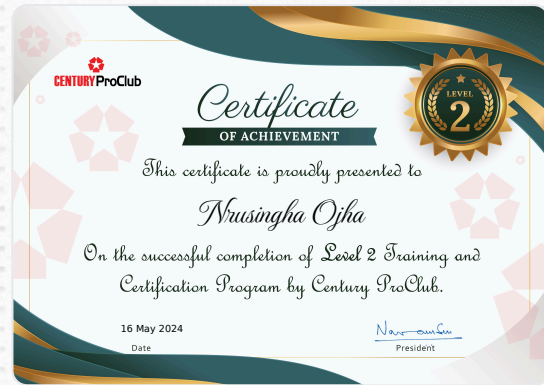 CENTURY ProClub
LEVEL
2
Certificate
OF ACHIEVEMENT
This certificate is proudly presented to
Nrusingha Ojha
On the successful completion of Level 2 Training and
Certification Program by Century ProClub.
16 May 2024
Date
President